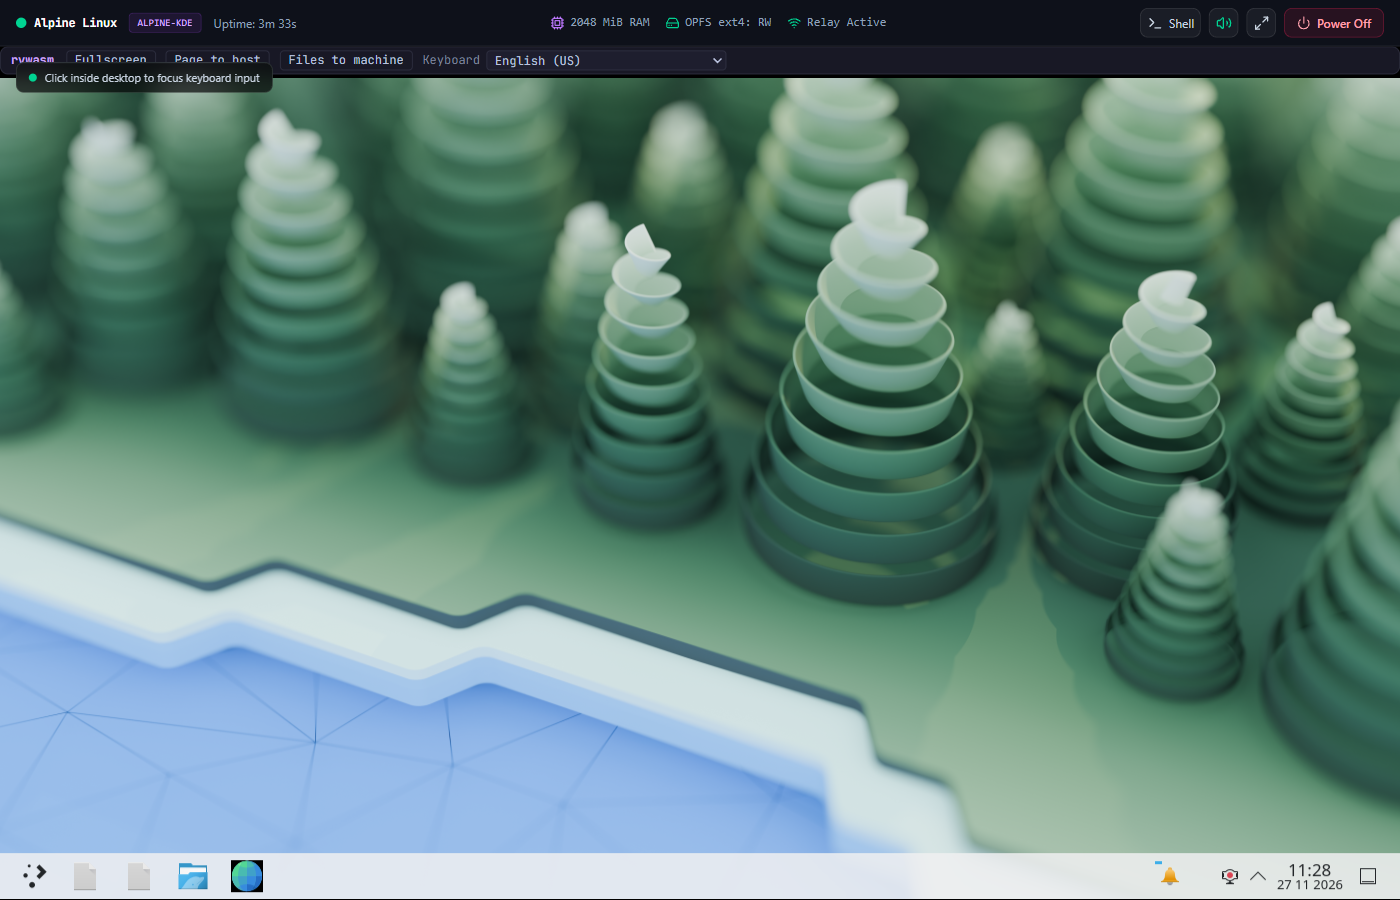 Alpine Linux ALPINE-KDE Uptime: 3m 33s 2048 MiB RAM OPFS ext4: RW Relay Active Shell Power Off
rvwasm Fullscreen Page to host Files to machine Keyboard English (US)
Click inside desktop to focus keyboard input
11:28
27 11 2026